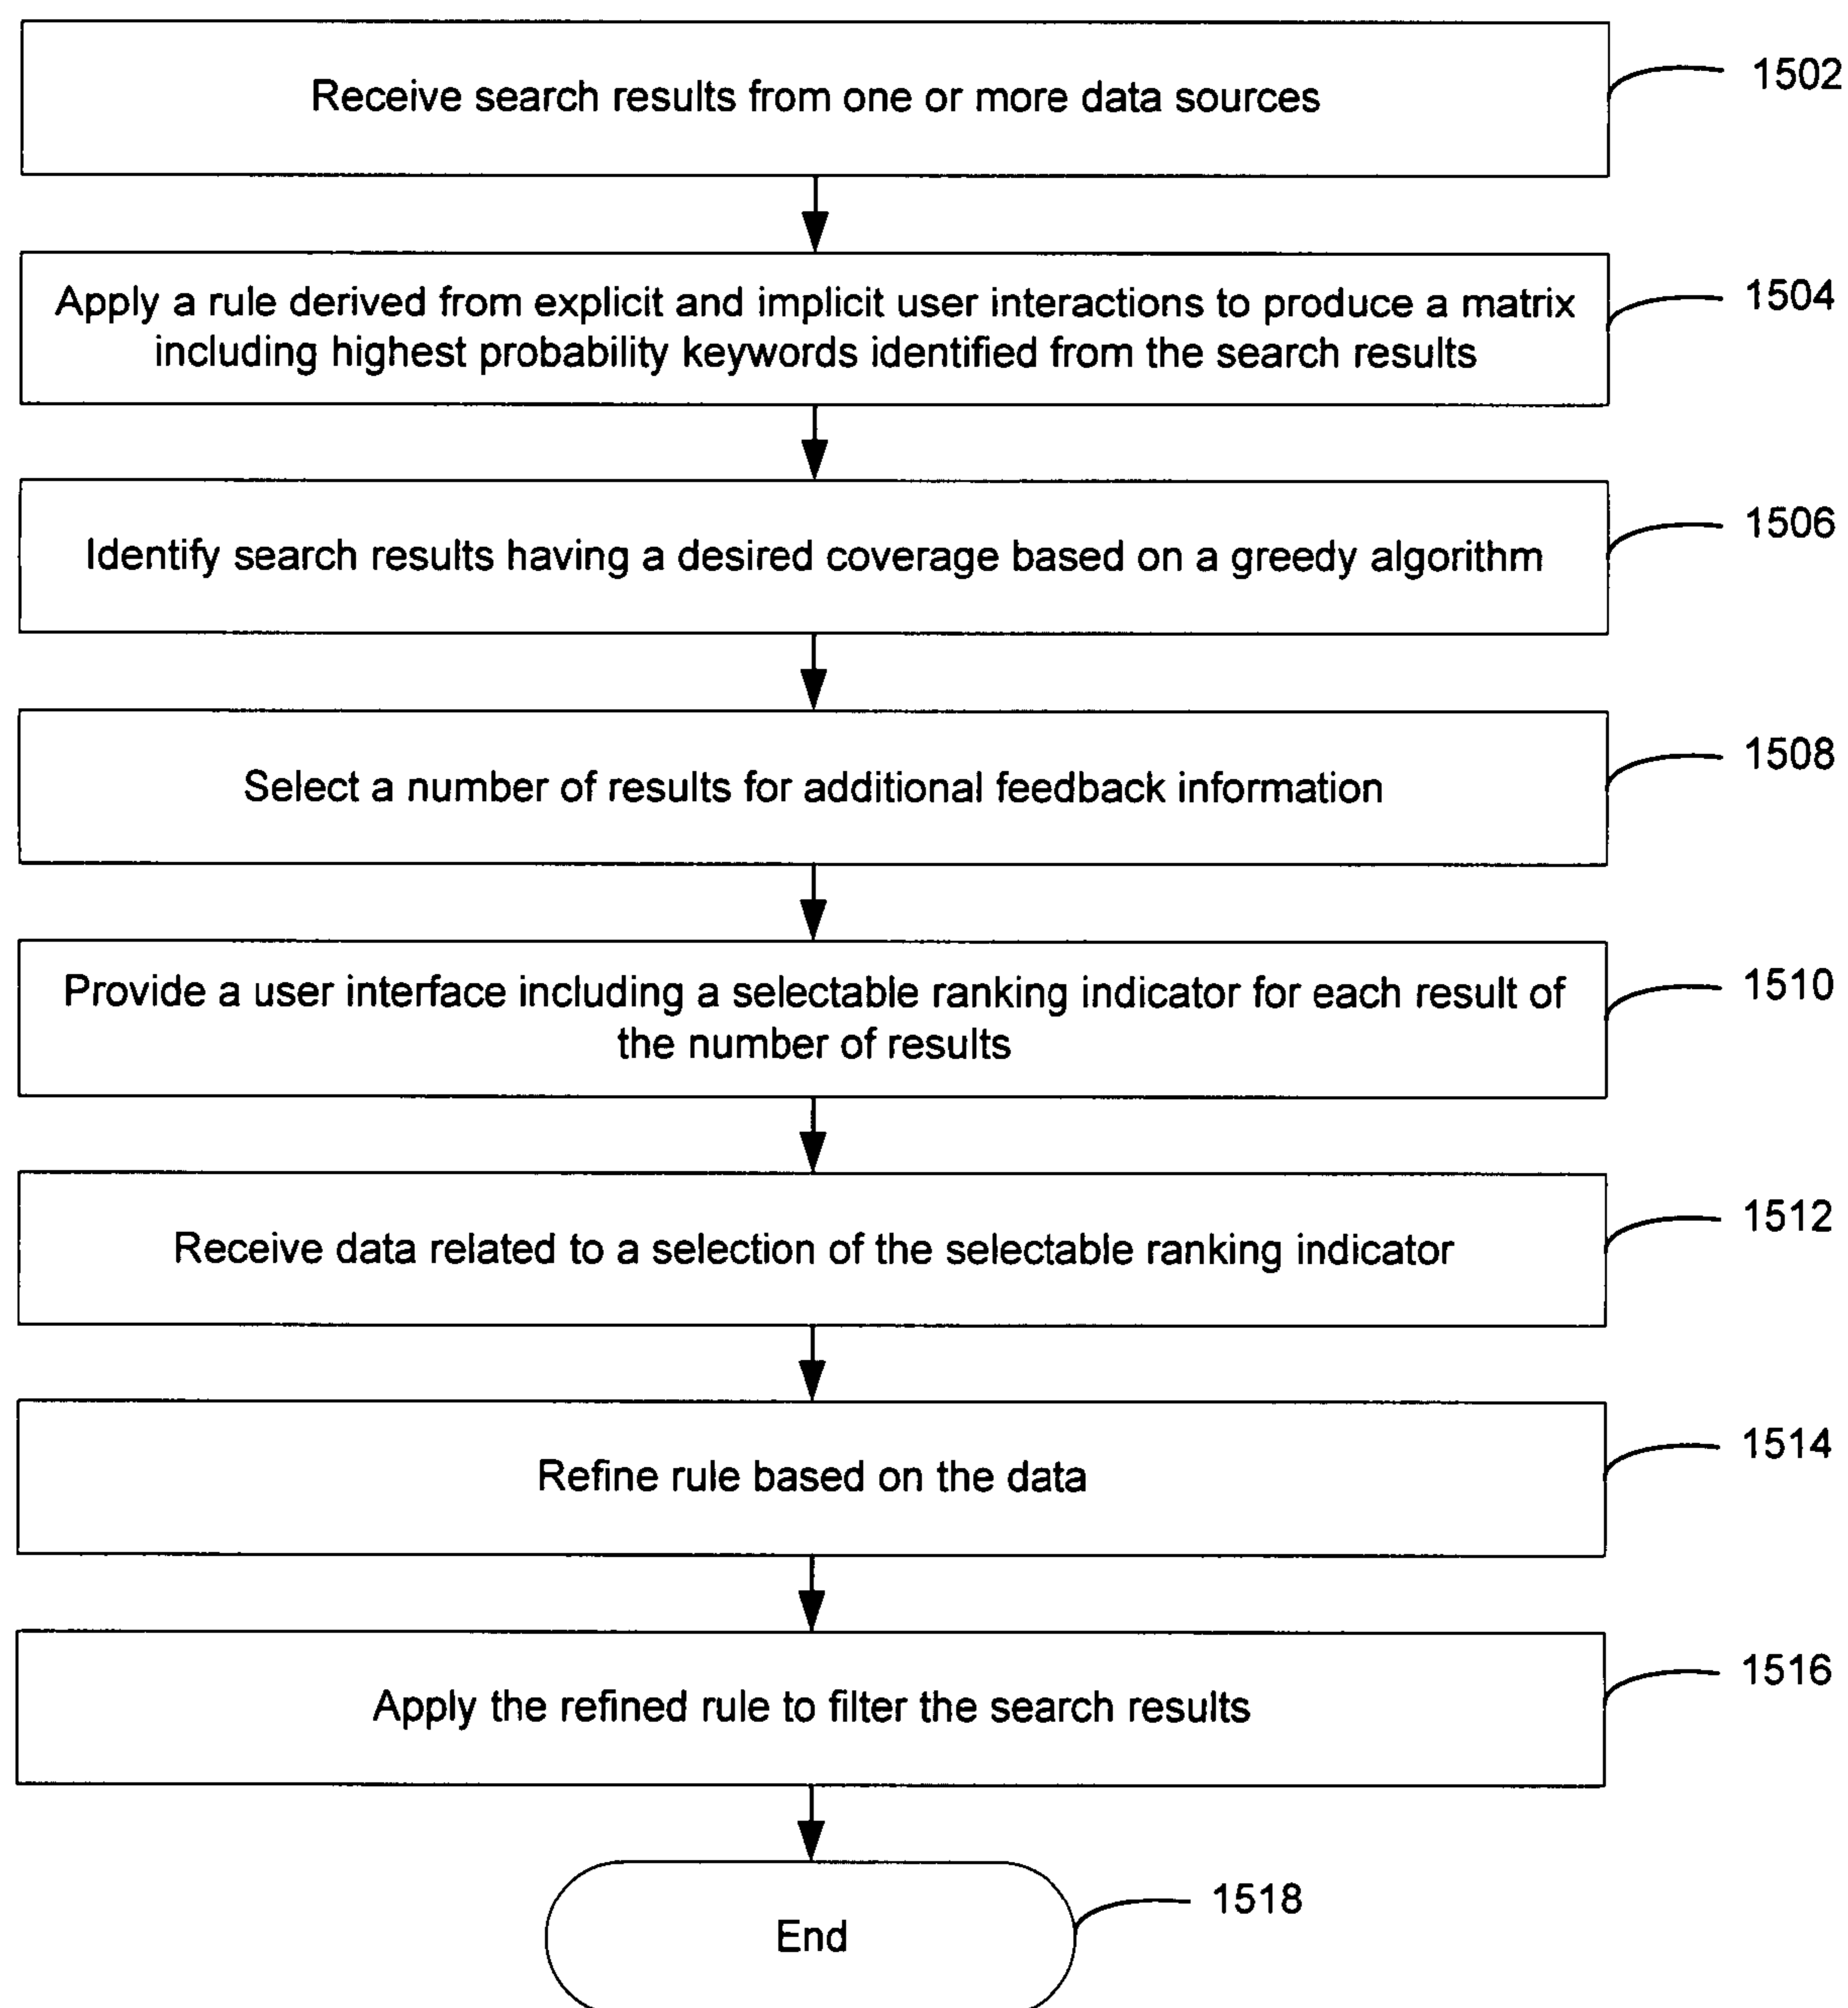 Receive search results from one or more data sources
1502
Apply a rule derived from explicit and implicit user interactions to produce a matrix
including highest probability keywords identified from the search results
1504
Identify search results having a desired coverage based on a greedy algorithm
1506
Select a number of results for additional feedback information
1508
Provide a user interface including a selectable ranking indicator for each result of
the number of results
1510
Receive data related to a selection of the selectable ranking indicator
1512
Refine rule based on the data
1514
Apply the refined rule to filter the search results
1516
End
1518